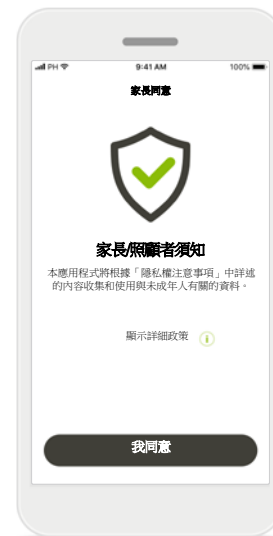 PH 9:41 AM 100%
家長同意
家長/照顧者須知
本應用程式將根據「隱私權注意事項」中詳述
的內容收集和使用與未成年人有關的資料。
顯示詳細政策 i
我同意